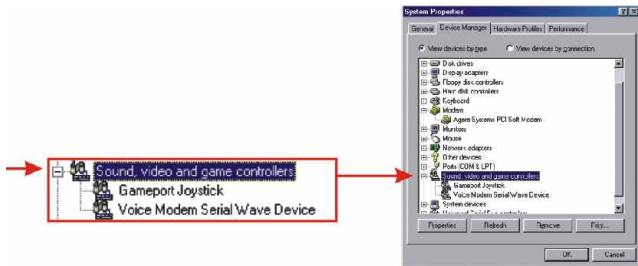 Sound, video and game controllers
Gameport Joystick
Voice Modem Serial Wave Device
System Properties
General Device Manager Hardware Profiles Performance
View devices by type View devices by connection
Disk drives
Display adapters
Floppy disk controllers
Hard disk controllers
Keyboard
Modem
Agere Systems PCI Soft Modem
Monitors
Mouse
Network adapters
Other devices
Ports (COM & LPT)
Sound, video and game controllers
Gameport Joystick
Voice Modem Serial Wave Device
System devices
Properties Refresh Remove Print...
OK Cancel